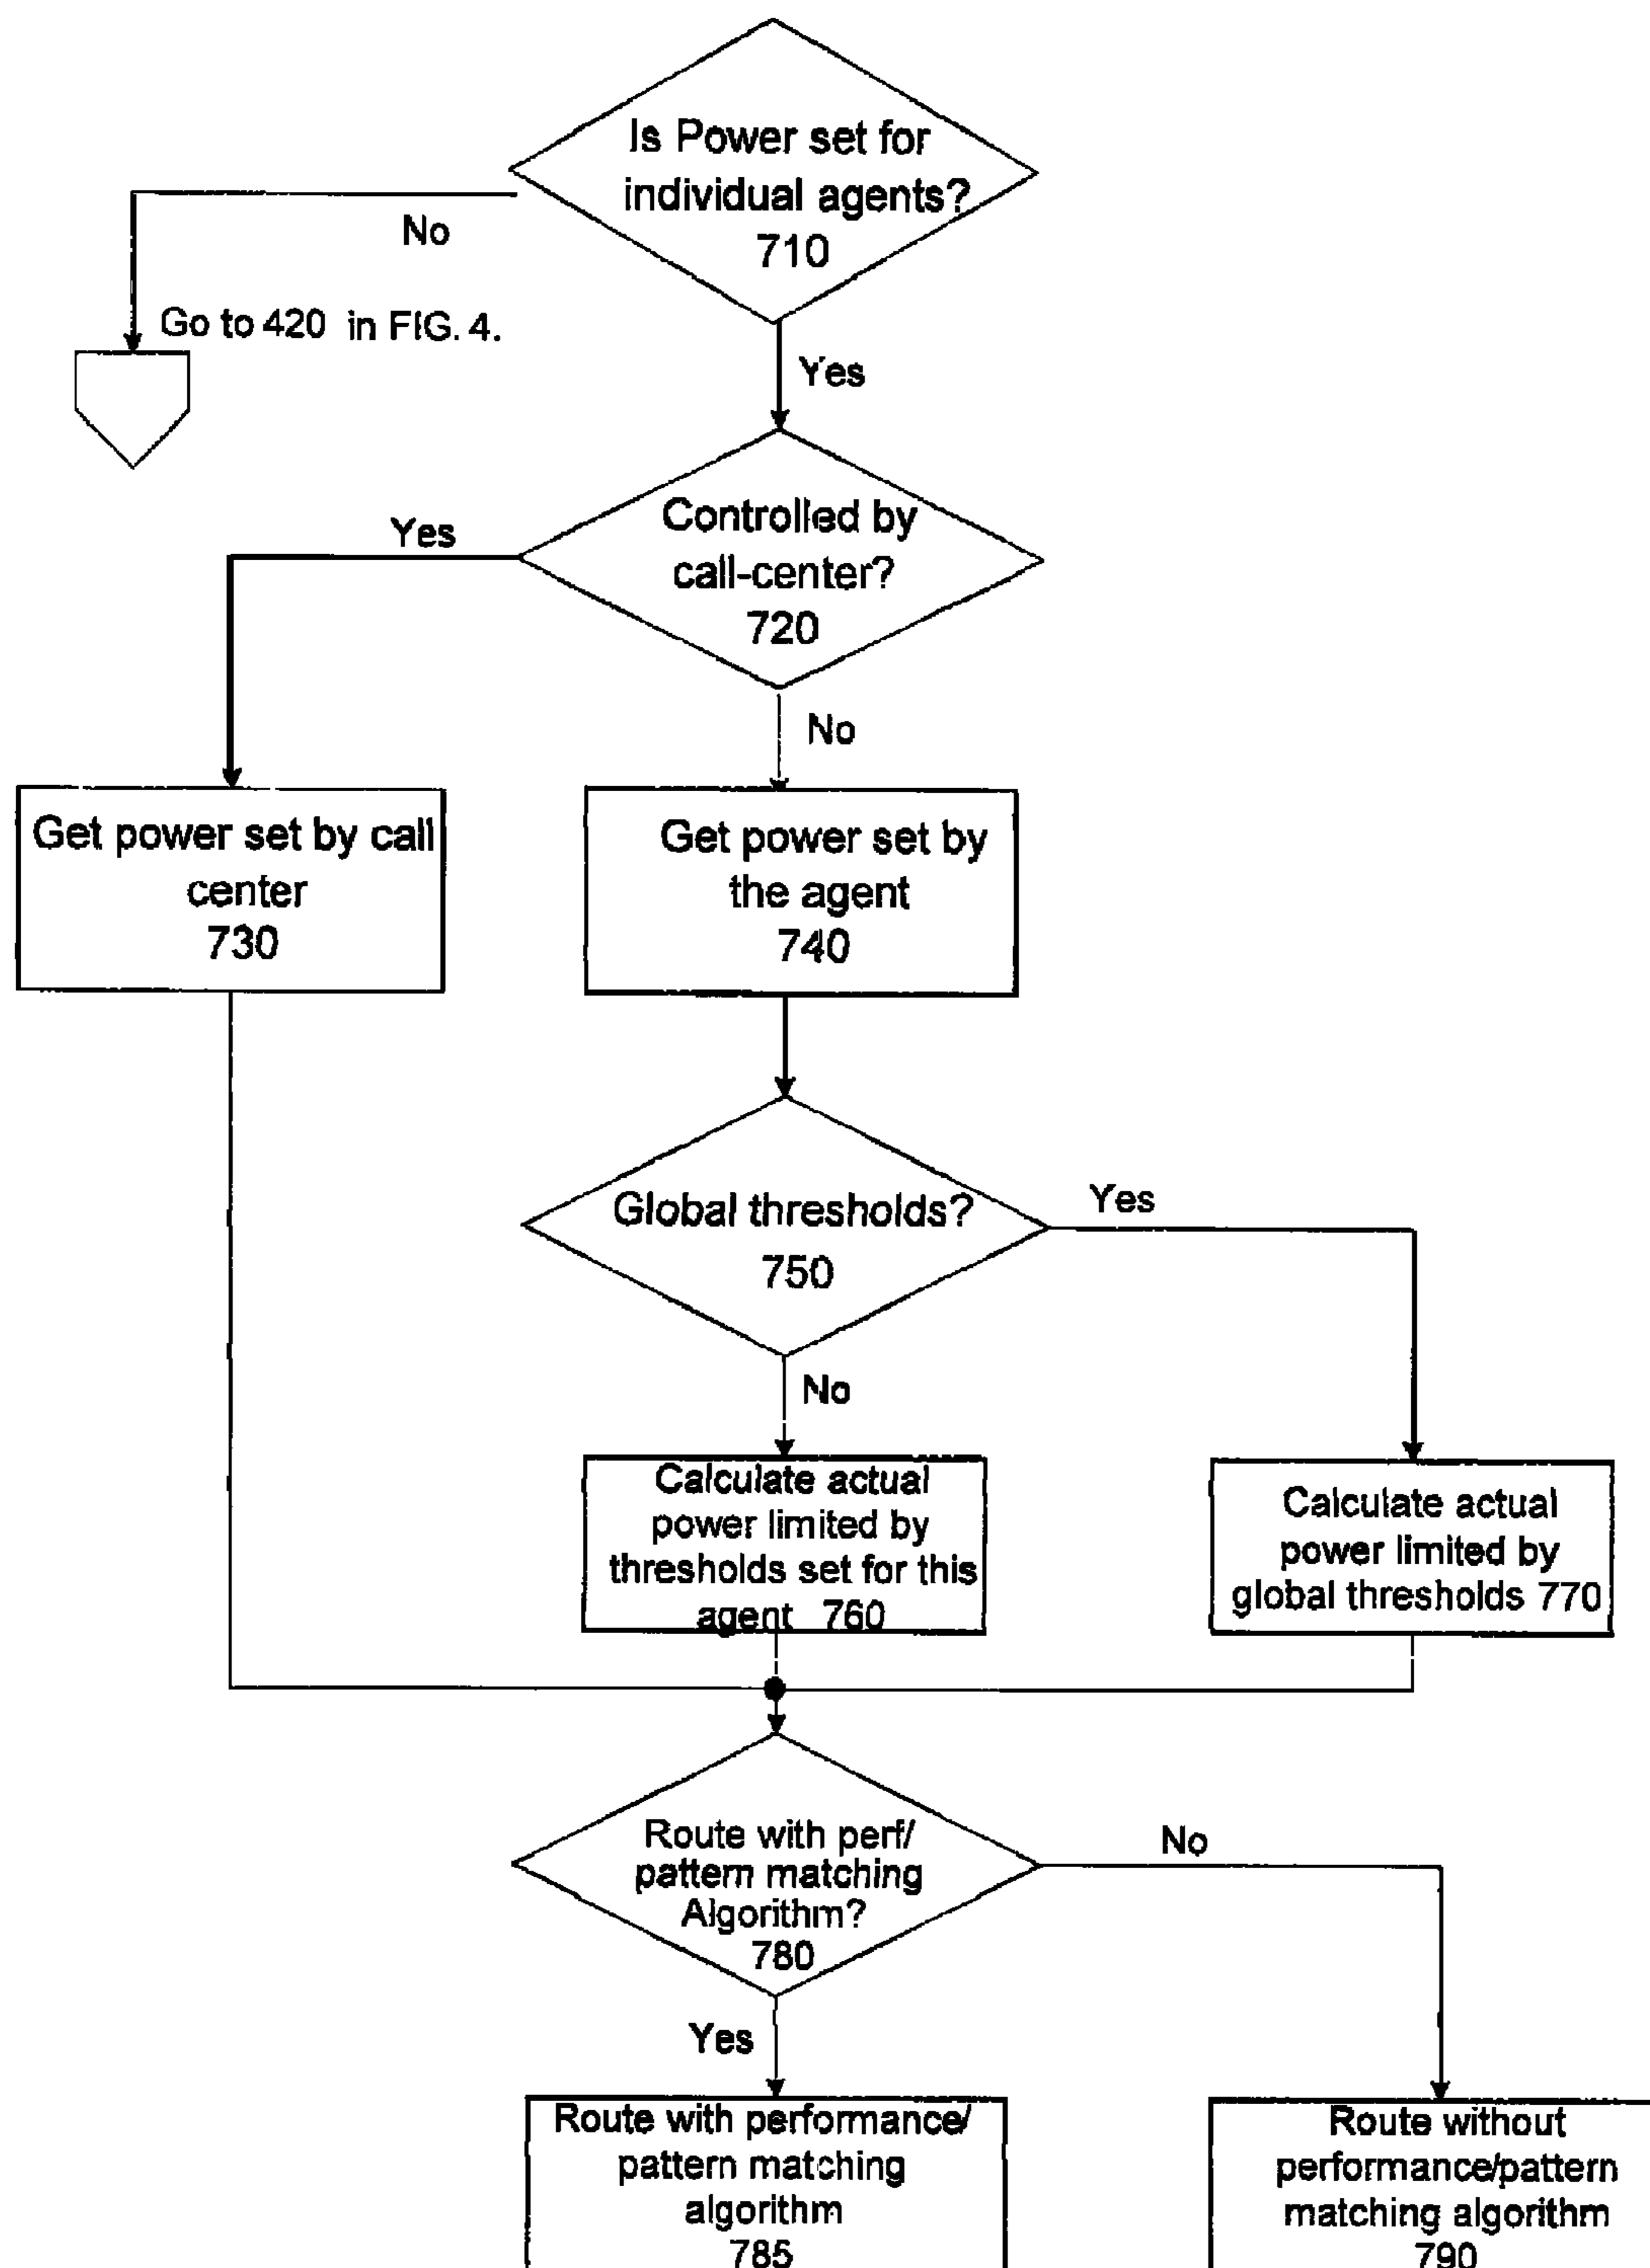 Is Power set for
individual agents?
710
No
Go to 420 in FIG. 4.
Yes
Controlled by
call-center?
720
Yes
No
Get power set by call
center
730
Get power set by
the agent
740
Global thresholds?
750
Yes
No
Calculate actual
power limited by
thresholds set for this
agent 760
Calculate actual
power limited by
global thresholds 770
Route with perf/
pattern matching
Algorithm?
780
No
Yes
Route with performance/
pattern matching
algorithm
785
Route without
performance/pattern
matching algorithm
790